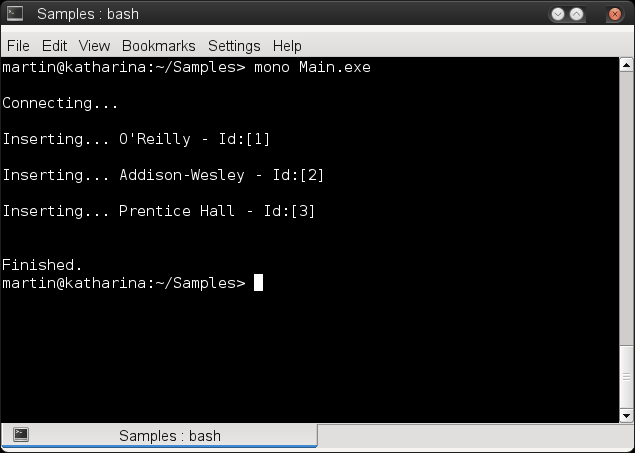 Samples : bash
File Edit View Bookmarks Settings Help
martin@katharina:~/Samples> mono Main.exe
Connecting...
Inserting... O'Reilly - Id:[1]
Inserting... Addison-Wesley - Id:[2]
Inserting... Prentice Hall - Id:[3]
Finished.
martin@katharina:~/Samples>
Samples : bash